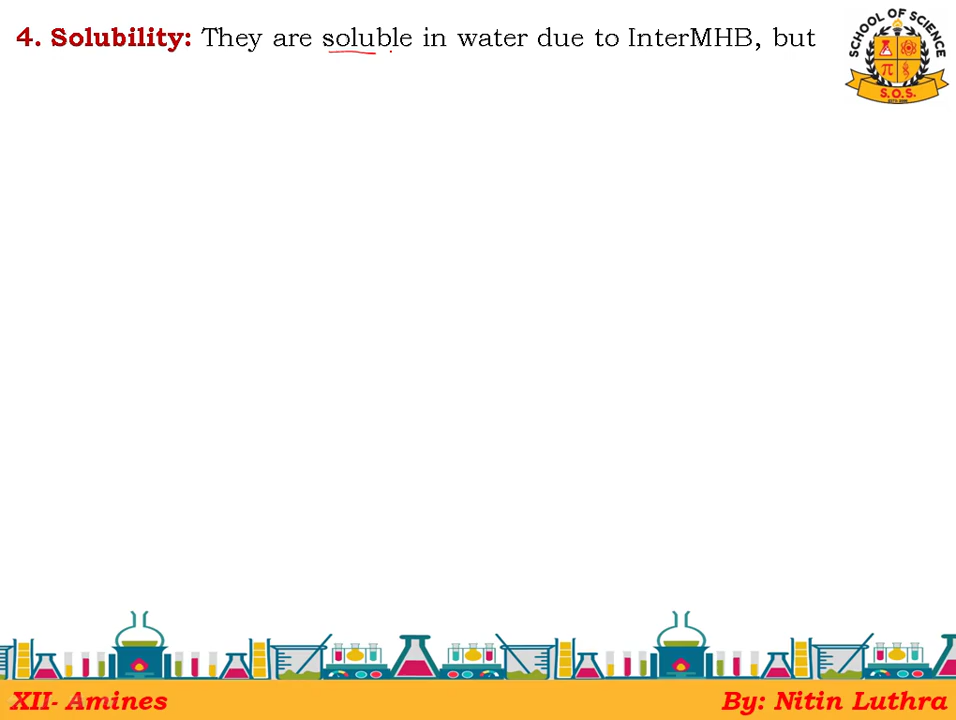 4. Solubility: They are soluble in water due to InterMHB, but
SCHOOL OF SCIENCE
π
S.O.S.
XII- Amines
By: Nitin Luthra